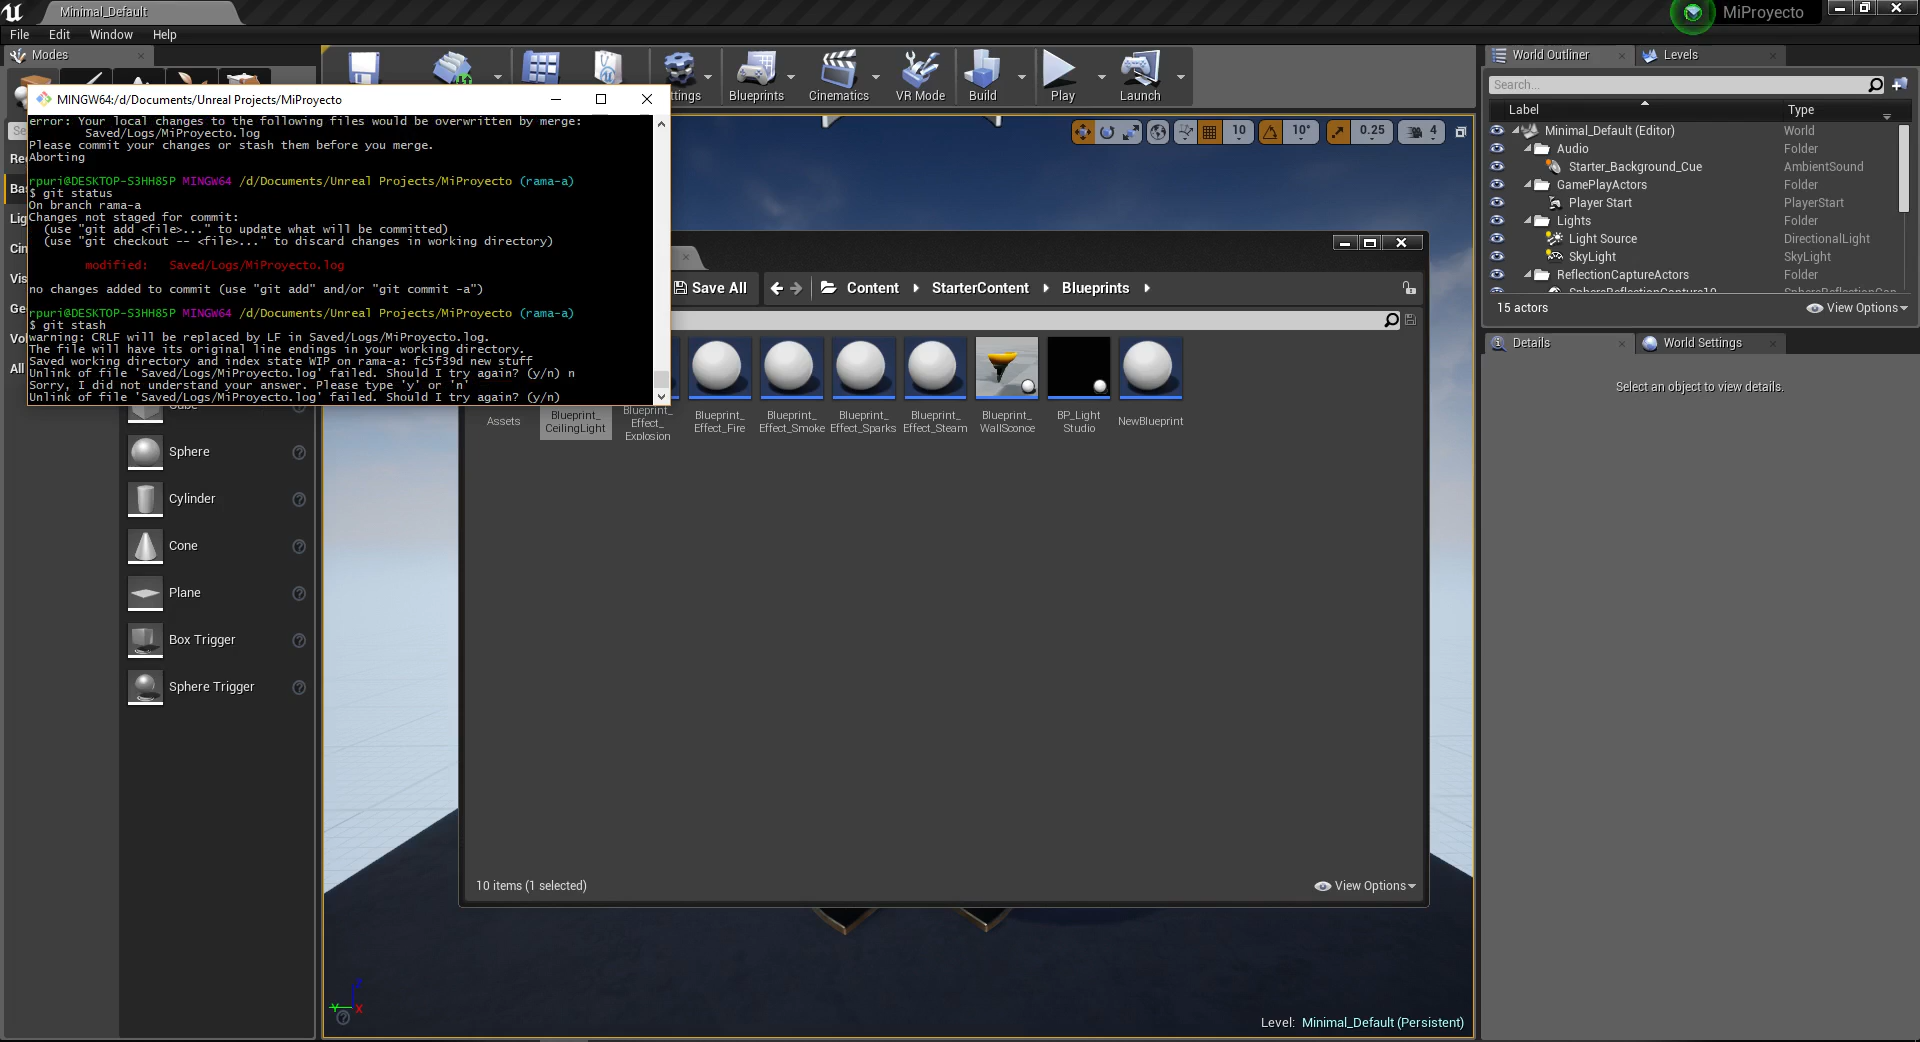 Minimal_Default
MiProyecto
File Edit Window Help
Modes
Blueprints
Cinematics
VR Mode
Build
Play
Launch
MINGW64:/d/Documents/Unreal Projects/MiProyecto
error: Your local changes to the following files would be overwritten by merge:
Saved/Logs/MiProyecto.log
Please commit your changes or stash them before you merge.
Aborting
rpuri@DESKTOP-S3HH85P MINGW64 /d/Documents/Unreal Projects/MiProyecto (rama-a)
$ git status
On branch rama-a
Changes not staged for commit:
(use "git add <file>..." to update what will be committed)
(use "git checkout -- <file>..." to discard changes in working directory)
modified: Saved/Logs/MiProyecto.log
no changes added to commit (use "git add" and/or "git commit -a")
rpuri@DESKTOP-S3HH85P MINGW64 /d/Documents/Unreal Projects/MiProyecto (rama-a)
$ git stash
warning: CRLF will be replaced by LF in Saved/Logs/MiProyecto.log.
The file will have its original line endings in your working directory.
Saved working directory and index state WIP on rama-a: fc5f39d new stuff
Unlink of file 'Saved/Logs/MiProyecto.log' failed. Should I try again? (y/n) n
Sorry, I did not understand your answer. Please type 'y' or 'n'
Unlink of file 'Saved/Logs/MiProyecto.log' failed. Should I try again? (y/n)
All
Sphere
Cylinder
Cone
Plane
Box Trigger
Sphere Trigger
10
10°
0.25
4
Save All
Content
StarterContent
Blueprints
Assets
Blueprint_
CeilingLight
Blueprint_
Effect_
Explosion
Blueprint_
Effect_Fire
Blueprint_
Effect_Smoke
Blueprint_
Effect_Sparks
Blueprint_
Effect_Steam
Blueprint_
WallSconce
BP_Light
Studio
NewBlueprint
10 items (1 selected)
View Options
Level: Minimal_Default (Persistent)
World Outliner
Levels
Search...
Label Type
Minimal_Default (Editor) World
Audio Folder
Starter_Background_Cue AmbientSound
GamePlayActors Folder
Player Start PlayerStart
Lights Folder
Light Source DirectionalLight
SkyLight SkyLight
ReflectionCaptureActors Folder
15 actors
View Options
Details
World Settings
Select an object to view details.